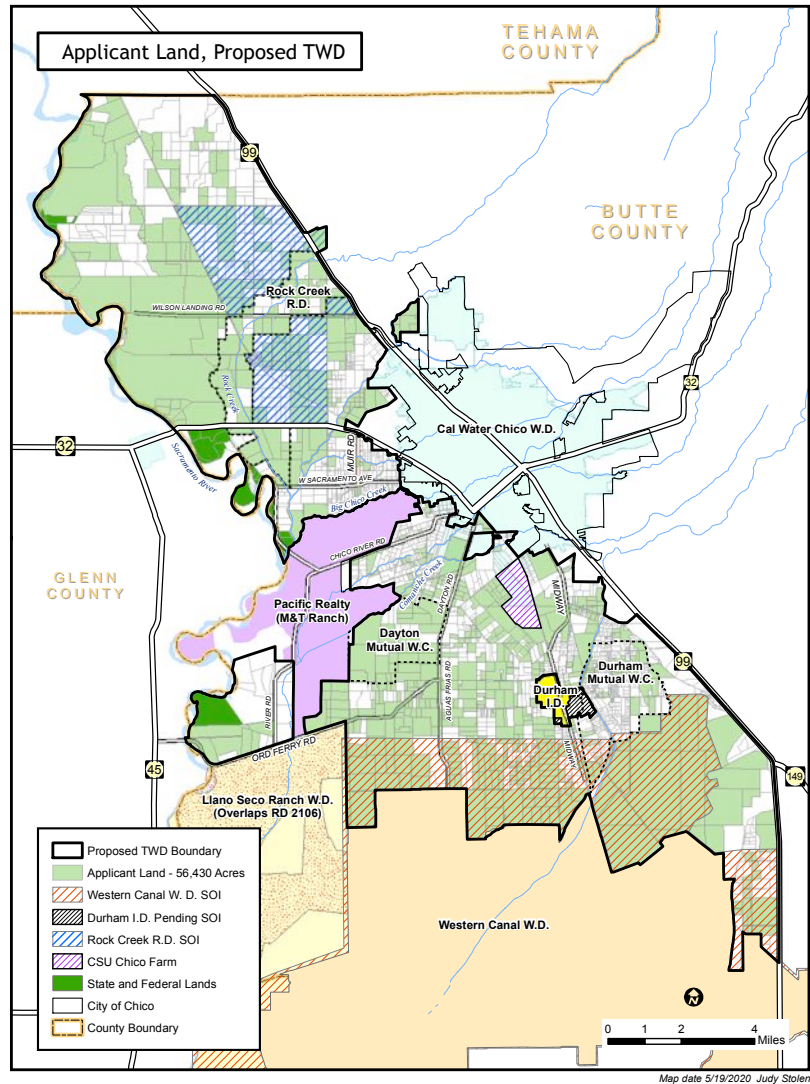 Applicant Land, Proposed TWD
TEHAMA
COUNTY
99
BUTTE
COUNTY
Rock Creek
R.D.
WILSON LANDING RD
Rock Creek
32
32
Cal Water Chico W.D.
MUIR RD
W SACRAMENTO AVE
Sacramento River
Big Chico Creek
CHICO RIVER RD
GLENN
COUNTY
Comanche Creek
DAYTON RD
MIDWAY
Pacific Realty
(M&T Ranch)
Dayton
Mutual W.C.
Durham
Mutual W.C.
99
Durham
I.D.
RIVER RD
AGUAS FRIAS RD
ORD FERRY RD
MIDWAY
45
149
Llano Seco Ranch W.D.
(Overlaps RD 2106)
Western Canal W.D.
Proposed TWD Boundary
Applicant Land - 56,430 Acres
Western Canal W. D. SOI
Durham I.D. Pending SOI
Rock Creek R.D. SOI
CSU Chico Farm
State and Federal Lands
City of Chico
County Boundary
N
0 1 2 4
Miles
Map date 5/19/2020 Judy Stolen